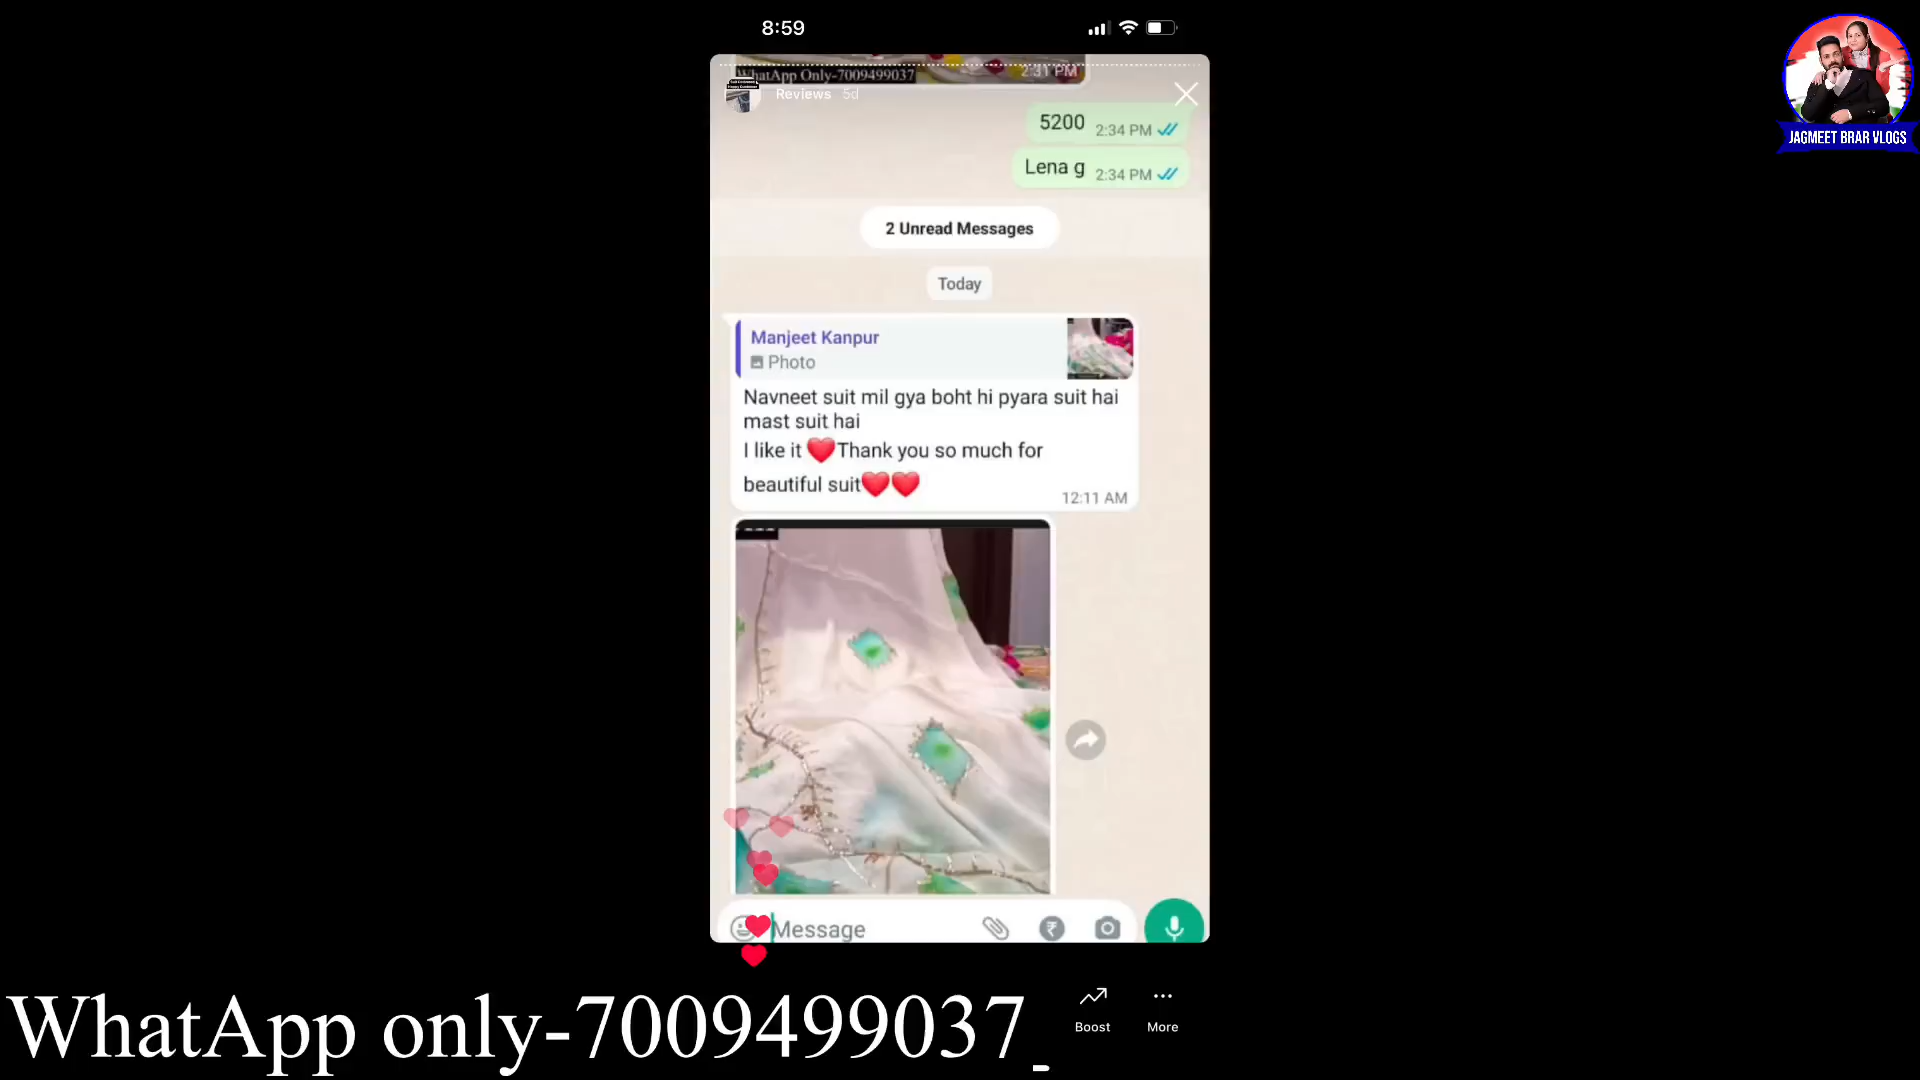 8:59
WhatApp Only-7009499037
2:31 PM
Reviews 5d
5200 2:34 PM
Lena g 2:34 PM
2 Unread Messages
Today
Manjeet Kanpur
Photo
Navneet suit mil gya boht hi pyara suit hai
mast suit hai
I like it ❤️Thank you so much for
beautiful suit❤️❤️
12:11 AM
Message
Boost
More
WhatApp only-7009499037_
JAGMEET BRAR VLOGS